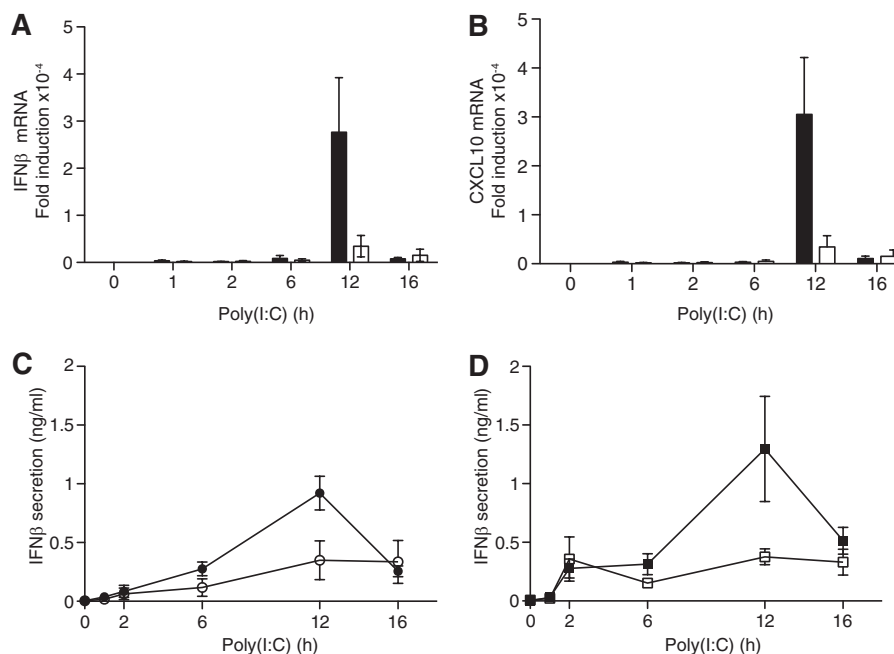 A
IFNβ mRNA
Fold induction x10⁻⁴
5
4
3
2
1
0
0 1 2 6 12 16
Poly(I:C) (h)
B
CXCL10 mRNA
Fold induction x10⁻⁴
5
4
3
2
1
0
0 1 2 6 12 16
Poly(I:C) (h)
C
IFNβ secretion (ng/ml)
2
1.5
1
0.5
0
0 2 6 12 16
Poly(I:C) (h)
D
IFNβ secretion (ng/ml)
2
1.5
1
0.5
0
0 2 6 12 16
Poly(I:C) (h)